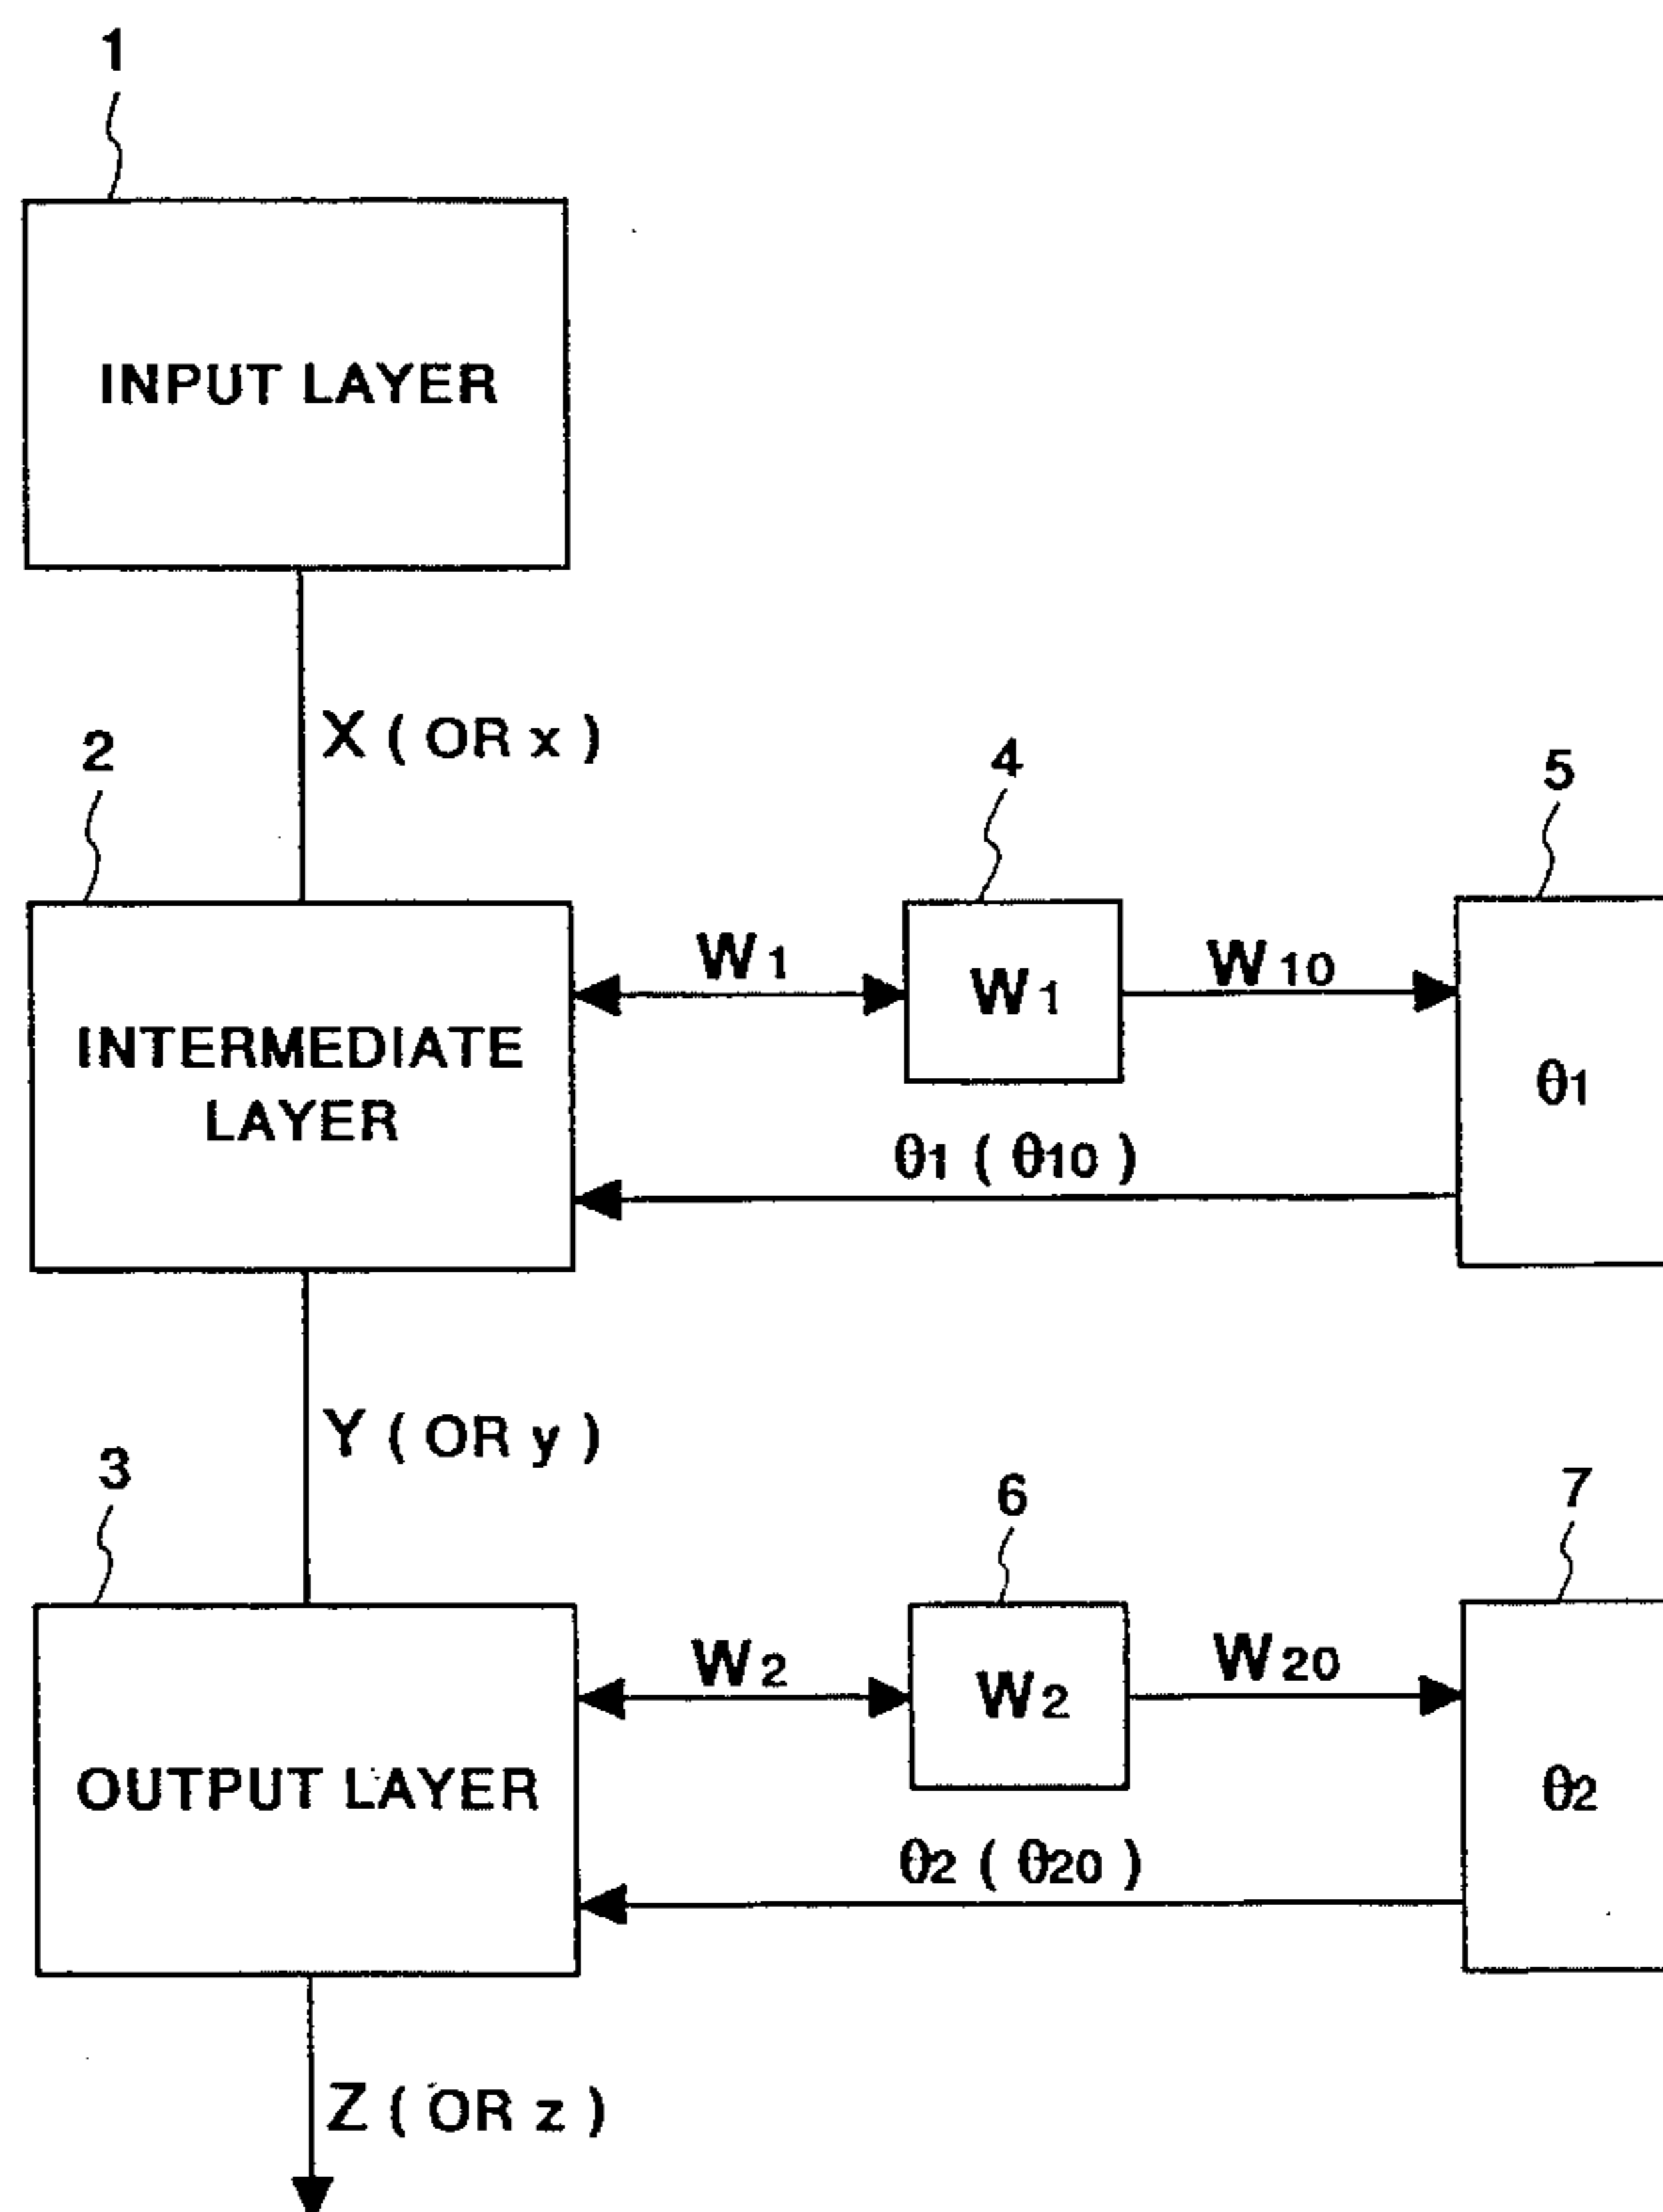 1
INPUT LAYER
X ( OR x )
2
4
5
W1
W1
W10
INTERMEDIATE
LAYER
θ1
θ1 ( θ10 )
Y ( OR y )
3
6
7
W2
W2
W20
OUTPUT LAYER
θ2
θ2 ( θ20 )
Z ( OR z )